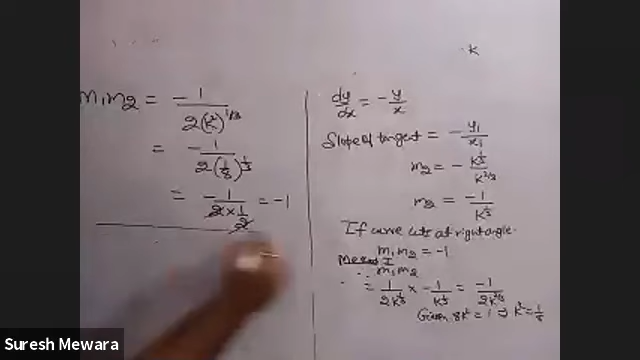 k
m₁m₂ = -1/2(k²)^1/3
= -1/2(1/8)^1/3
= -1/(2×1/2) = -1
dy/dx = -y/x
Slope of tangent = -y₁/x₁
m₂ = -k^1/3/k^2/3
m₂ = -1/k^1/3
If curve cuts at right angle.
m₁m₂ = -1
Method I
∴ m₁m₂
= 1/2k^1/3 × -1/k^1/3 = -1/2k^2/3
Given 8k² = 1 ⇒ k² = 1/8
Suresh Mewara